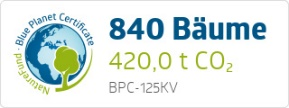 NatureFund - Blue Planet Certificate
840 Bäume
420,0 t CO₂
BPC-125KV